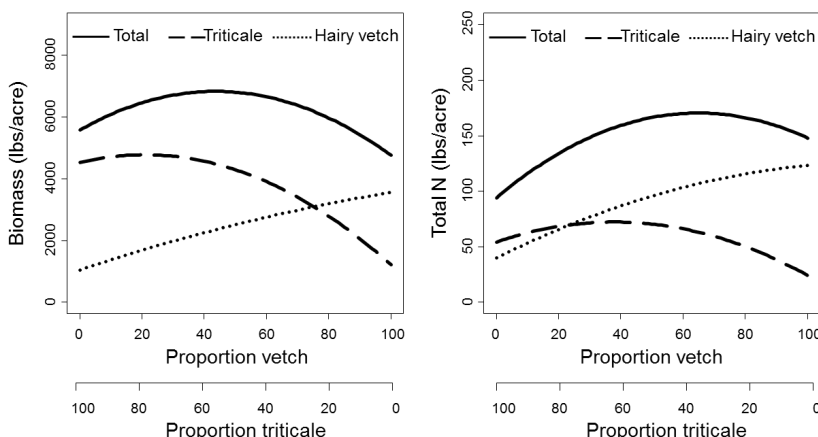 Total Triticale Hairy vetch
Biomass (lbs/acre)
0 2000 4000 6000 8000
0 20 40 60 80 100
Proportion vetch
100 80 60 40 20 0
Proportion triticale
Total Triticale Hairy vetch
Total N (lbs/acre)
0 50 100 150 200 250
0 20 40 60 80 100
Proportion vetch
100 80 60 40 20 0
Proportion triticale